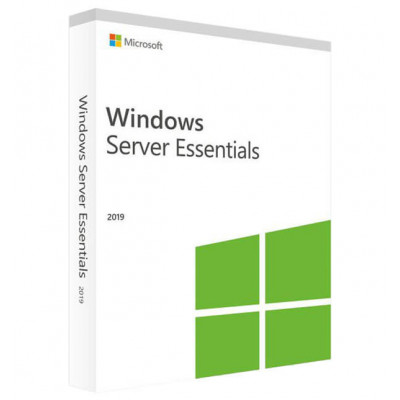 Microsoft
Windows
Server Essentials
2019
Windows Server Essentials 2019